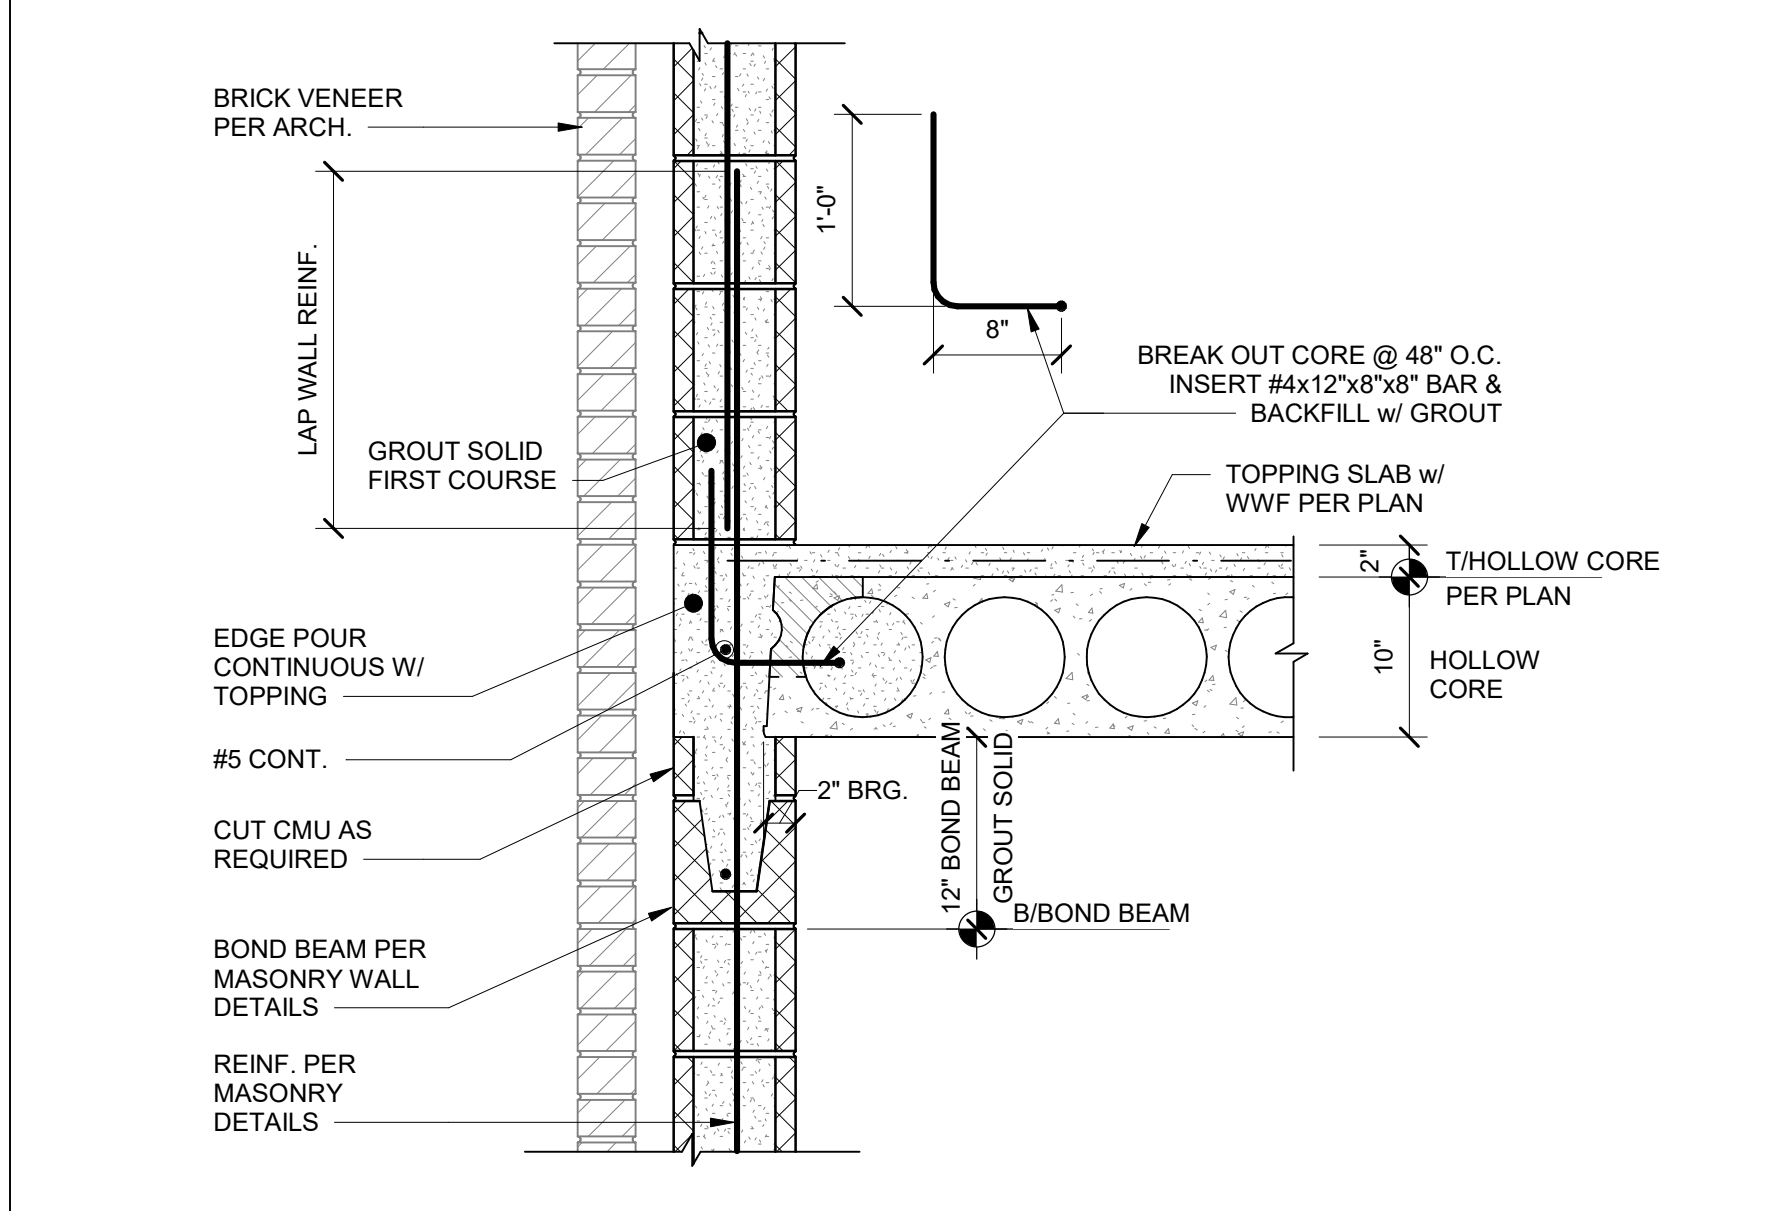 BRICK VENEER
PER ARCH.
LAP WALL REINF.
GROUT SOLID
FIRST COURSE
EDGE POUR
CONTINUOUS W/
TOPPING
#5 CONT.
CUT CMU AS
REQUIRED
BOND BEAM PER
MASONRY WALL
DETAILS
REINF. PER
MASONRY
DETAILS
1'-0"
8"
BREAK OUT CORE @ 48" O.C.
INSERT #4x12"x8"x8" BAR &
BACKFILL w/ GROUT
TOPPING SLAB w/
WWF PER PLAN
2"
T/HOLLOW CORE
PER PLAN
10"
HOLLOW
CORE
2" BRG.
12" BOND BEAM
GROUT SOLID
B/BOND BEAM